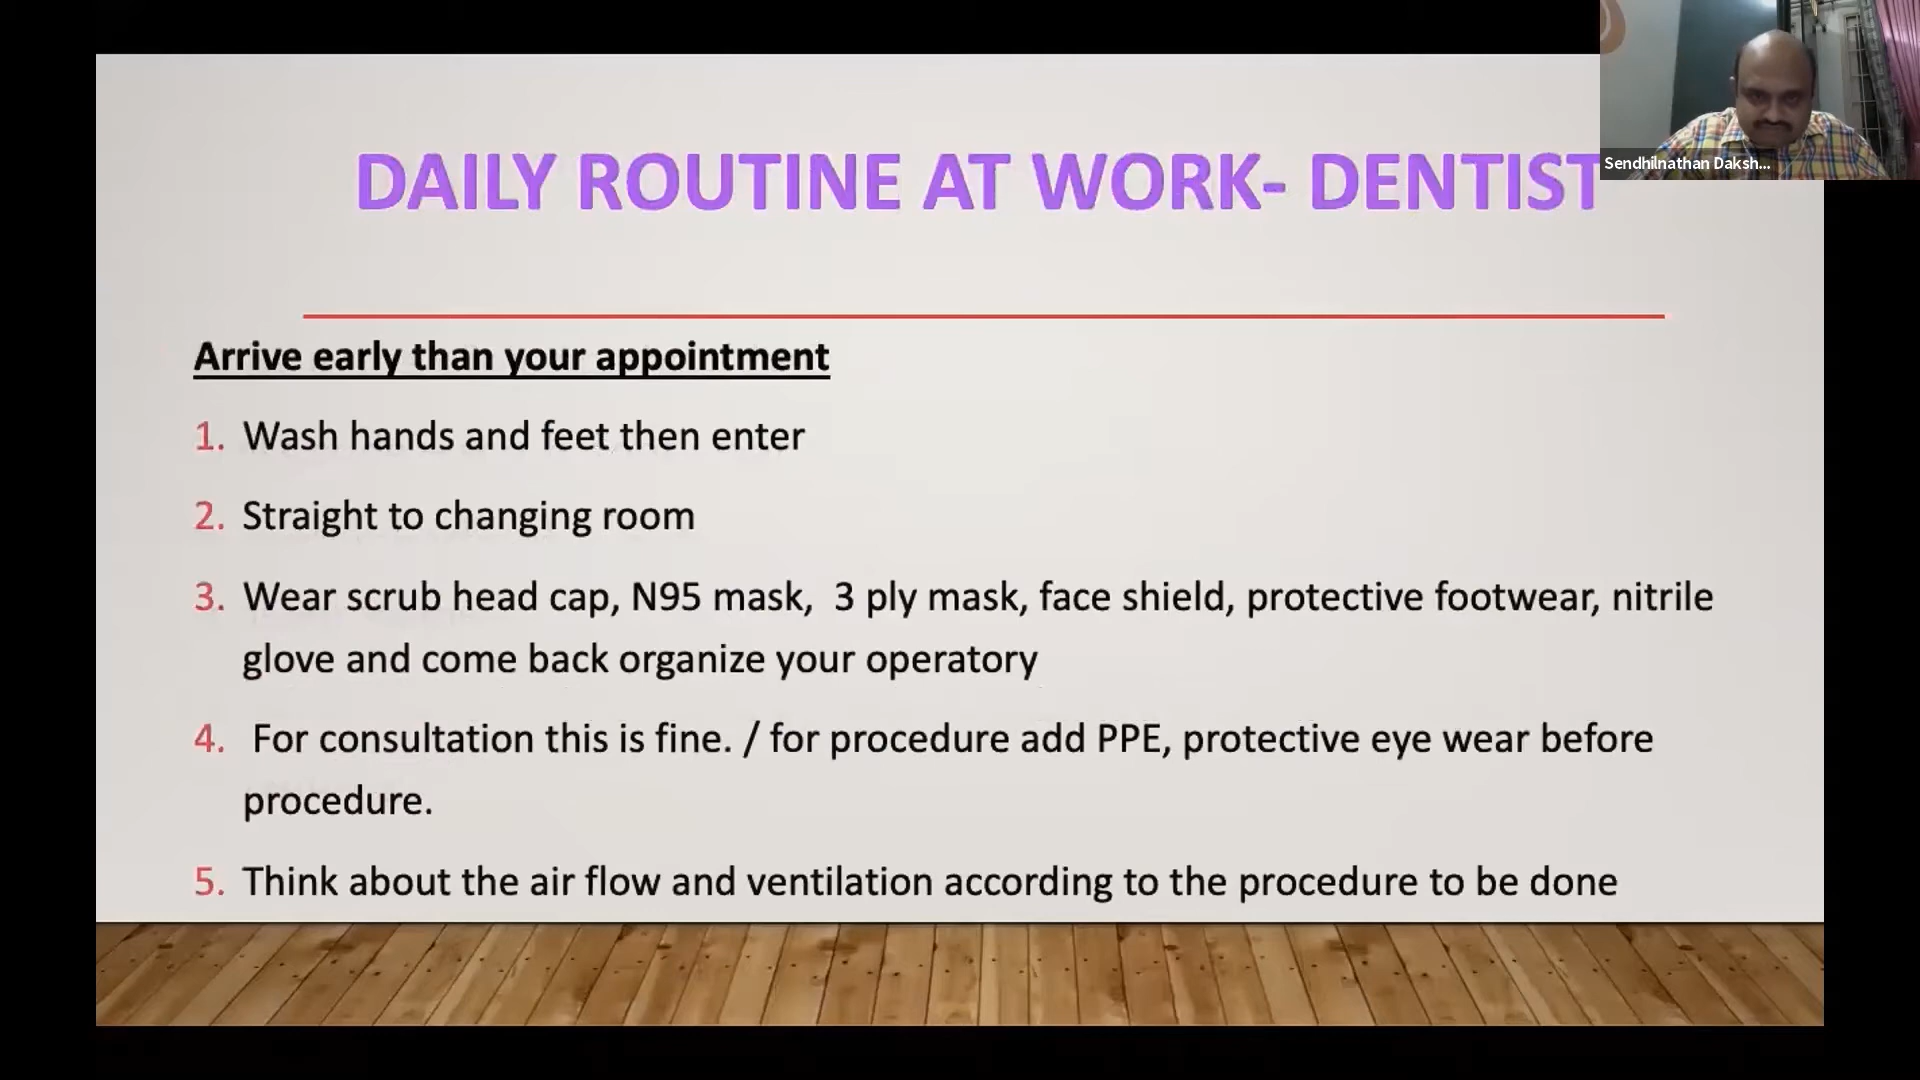 DAILY ROUTINE AT WORK- DENTIST
Sendhilnathan Daksh...
Arrive early than your appointment
1. Wash hands and feet then enter
2. Straight to changing room
3. Wear scrub head cap, N95 mask, 3 ply mask, face shield, protective footwear, nitrile
glove and come back organize your operatory
4. For consultation this is fine. / for procedure add PPE, protective eye wear before
procedure.
5. Think about the air flow and ventilation according to the procedure to be done